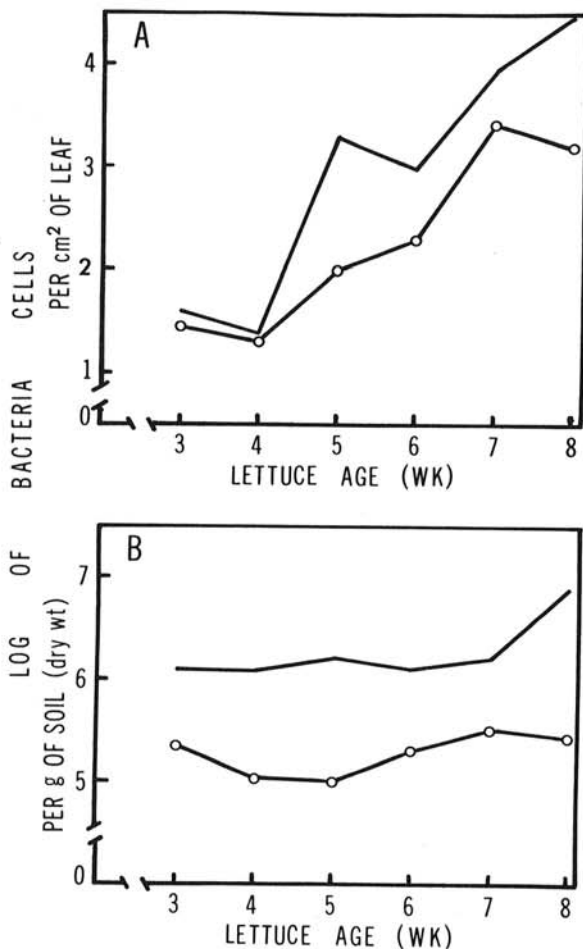 A
4
3
2
1
0
3 4 5 6 7 8
LETTUCE AGE (WK)
B
7
6
5
0
3 4 5 6 7 8
LETTUCE AGE (WK)
LOG OF BACTERIA CELLS
PER cm² OF LEAF
PER g OF SOIL (dry wt)